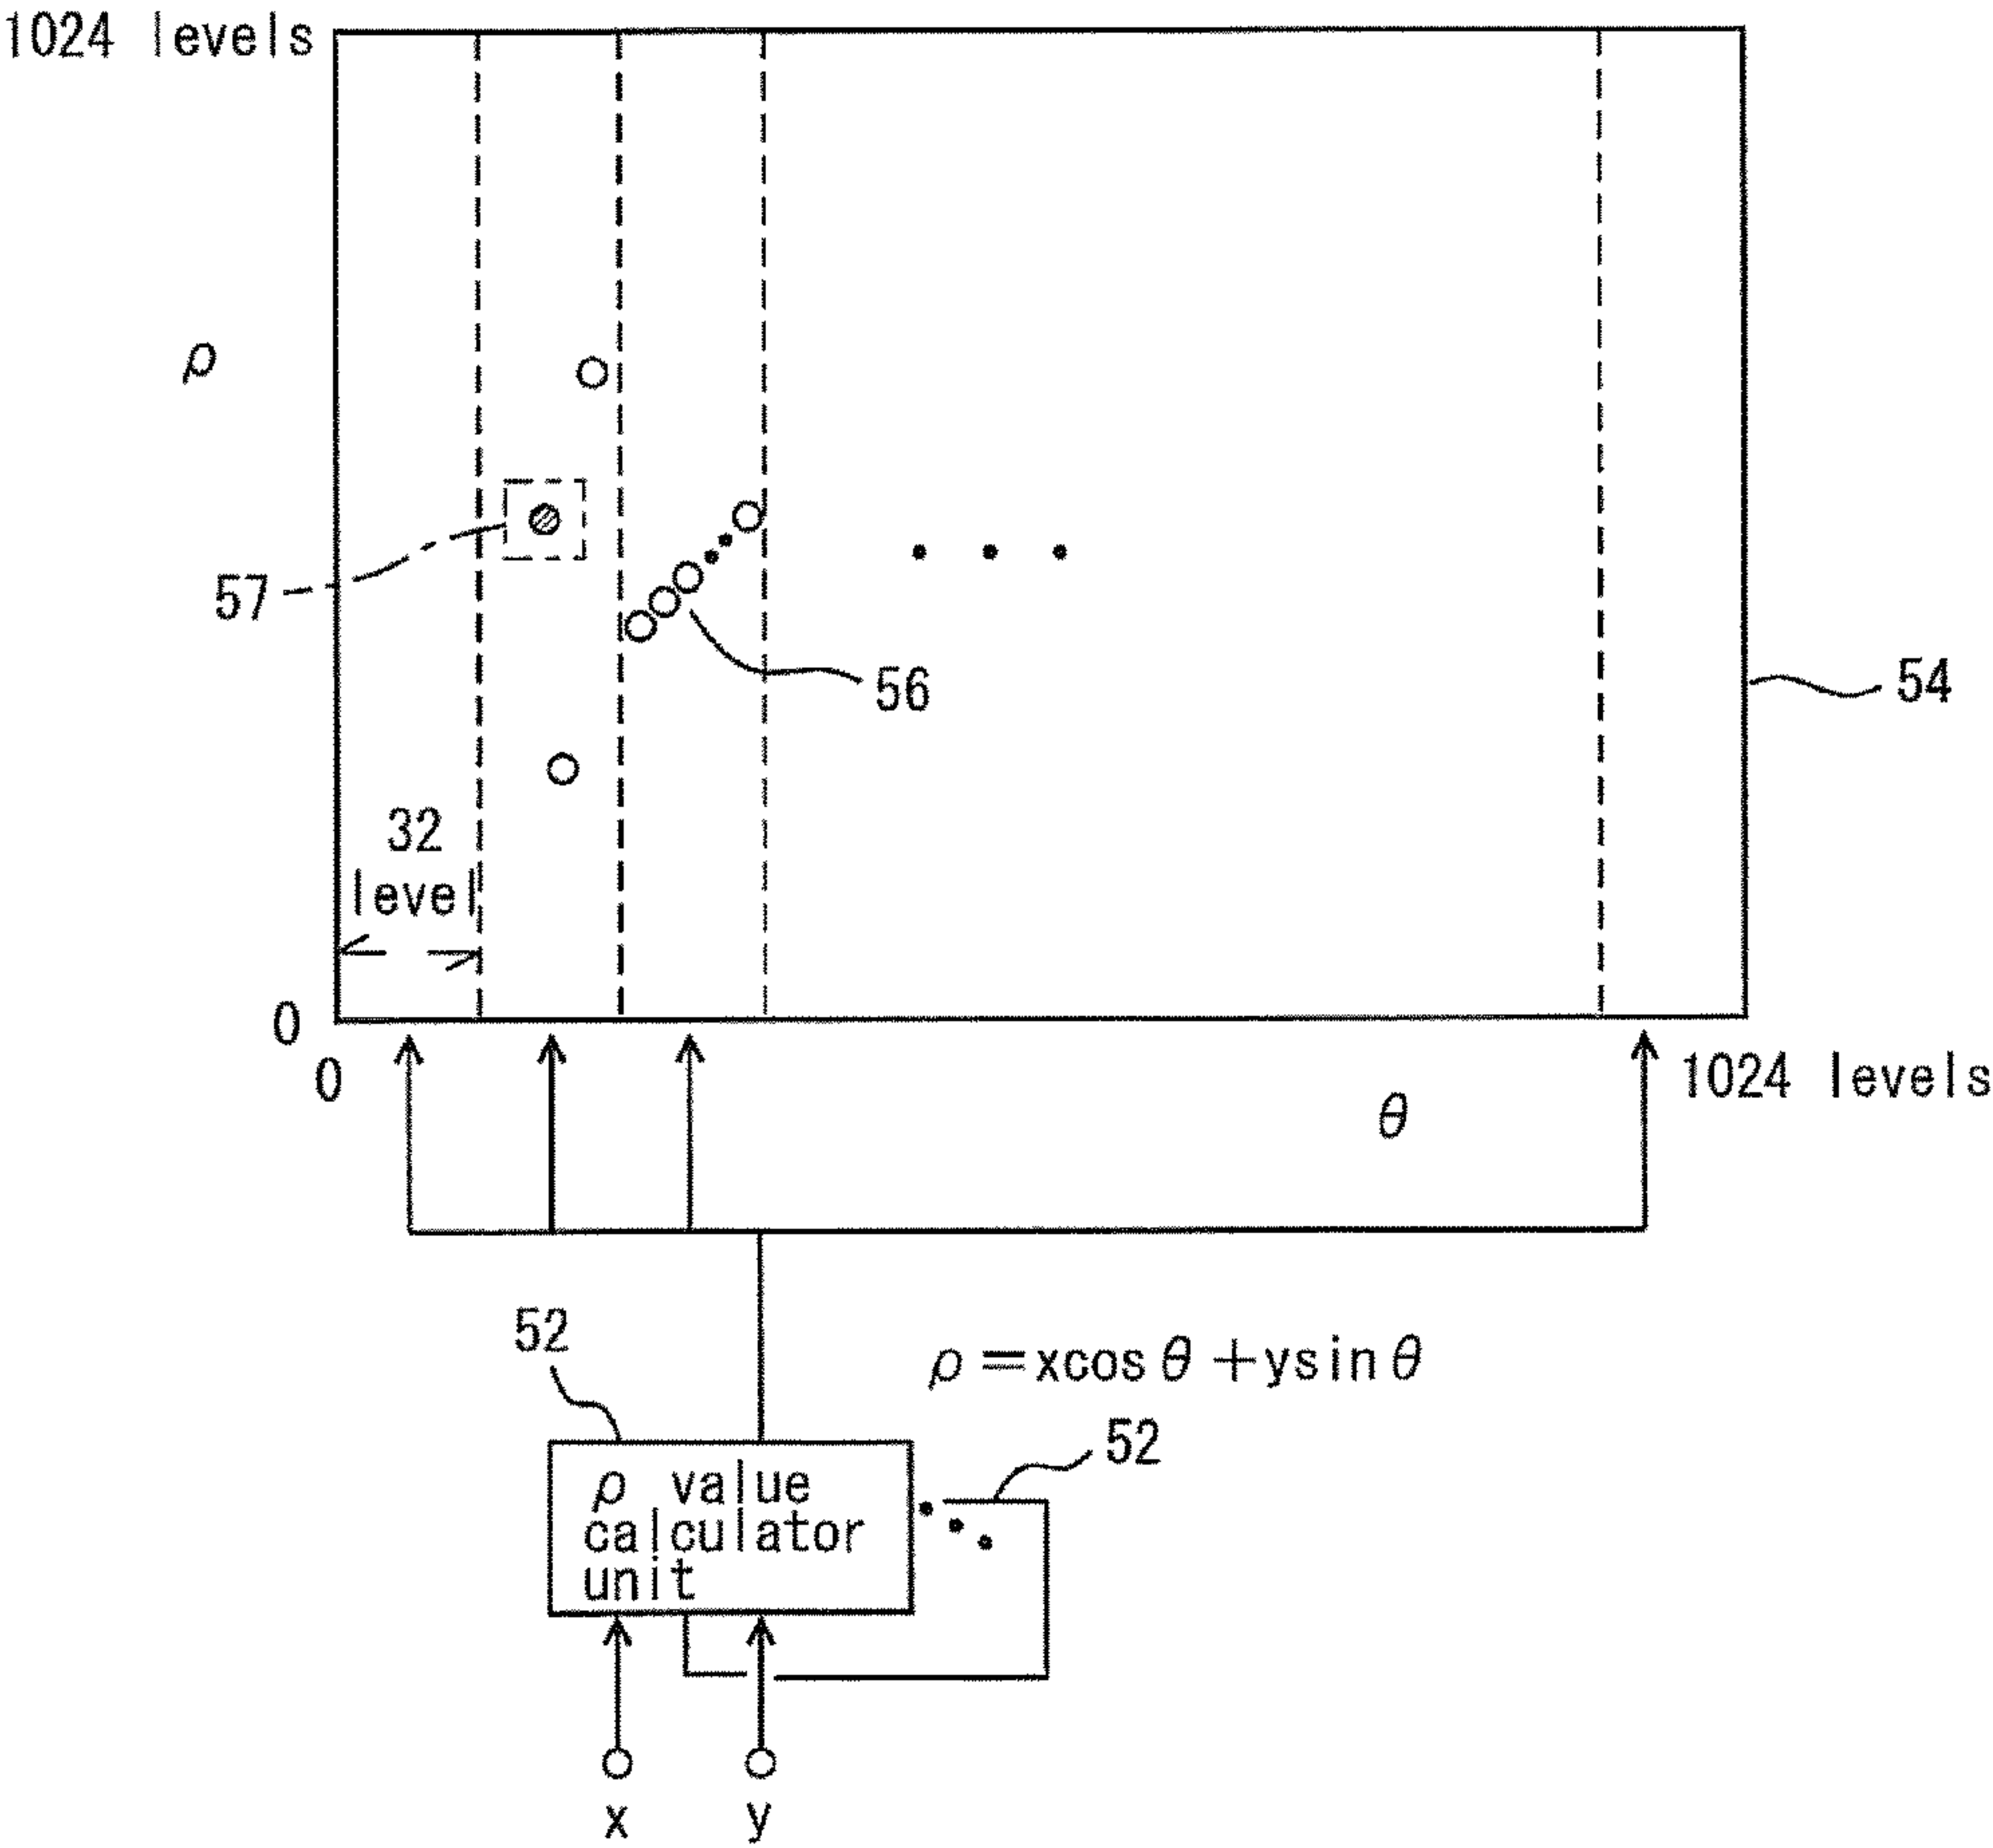 1024 levels
ρ
57
56
54
32
level
0
0
1024 levels
θ
52
ρ=xcosθ+ysinθ
52
ρ value
calculator
unit
x
y